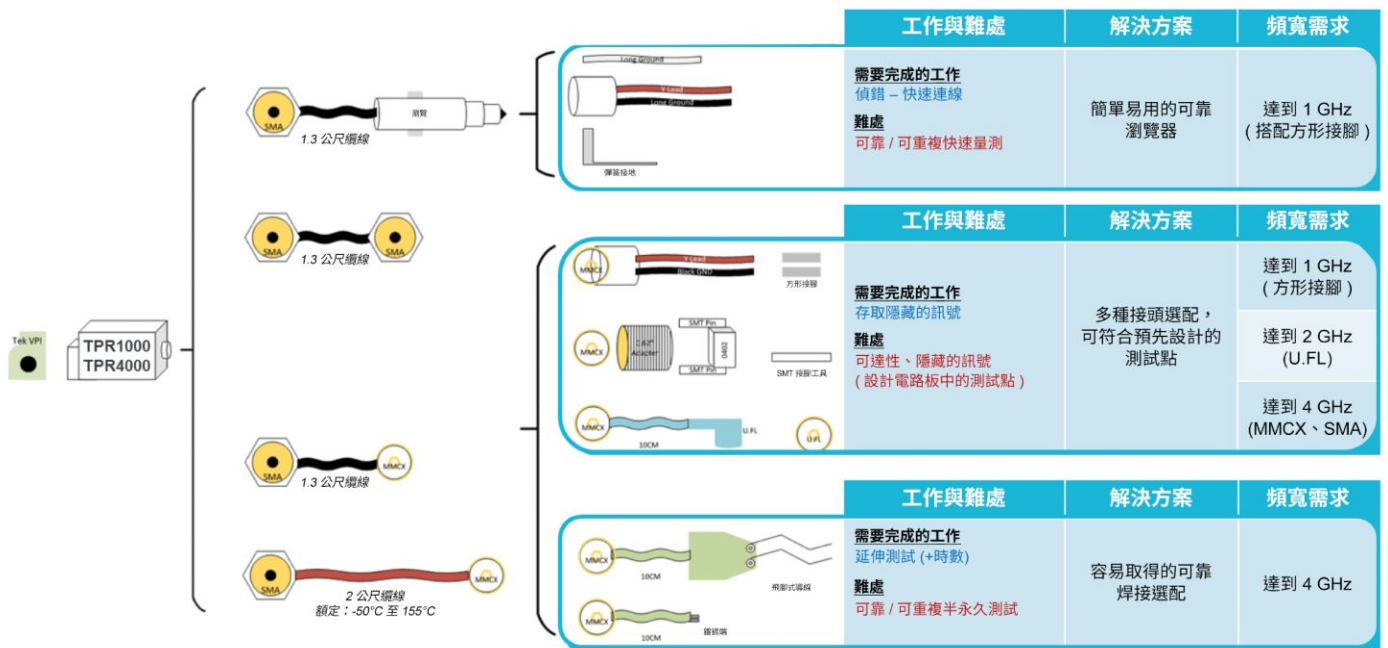 Tek VPI
TPR1000
TPR4000
SMA
瀏覽
1.3 公尺纜線
SMA
SMA
1.3 公尺纜線
SMA
MMCX
1.3 公尺纜線
SMA
MMCX
2 公尺纜線
額定：-50°C 至 155°C
工作與難處
解決方案
頻寬需求
Long Ground
Y Lead
Long Ground
彈簧接地
需要完成的工作
偵錯 – 快速連線
難處
可靠 / 可重複快速量測
簡單易用的可靠
瀏覽器
達到 1 GHz
( 搭配方形接腳 )
工作與難處
解決方案
頻寬需求
MMCX
Y Lead
Black GND
方形接腳
MMCX
Adapter
SMT Pin
0402
SMT Pin
SMT 接腳工具
MMCX
10CM
U.FL
U.FL
需要完成的工作
存取隱藏的訊號
難處
可達性、隱藏的訊號
( 設計電路板中的測試點 )
多種接頭選配，
可符合預先設計的
測試點
達到 1 GHz
( 方形接腳 )
達到 2 GHz
(U.FL)
達到 4 GHz
(MMCX、SMA)
工作與難處
解決方案
頻寬需求
MMCX
10CM
飛腳式導線
MMCX
10CM
需要完成的工作
延伸測試 (+時數)
難處
可靠 / 可重複半永久測試
容易取得的可靠
焊接選配
達到 4 GHz